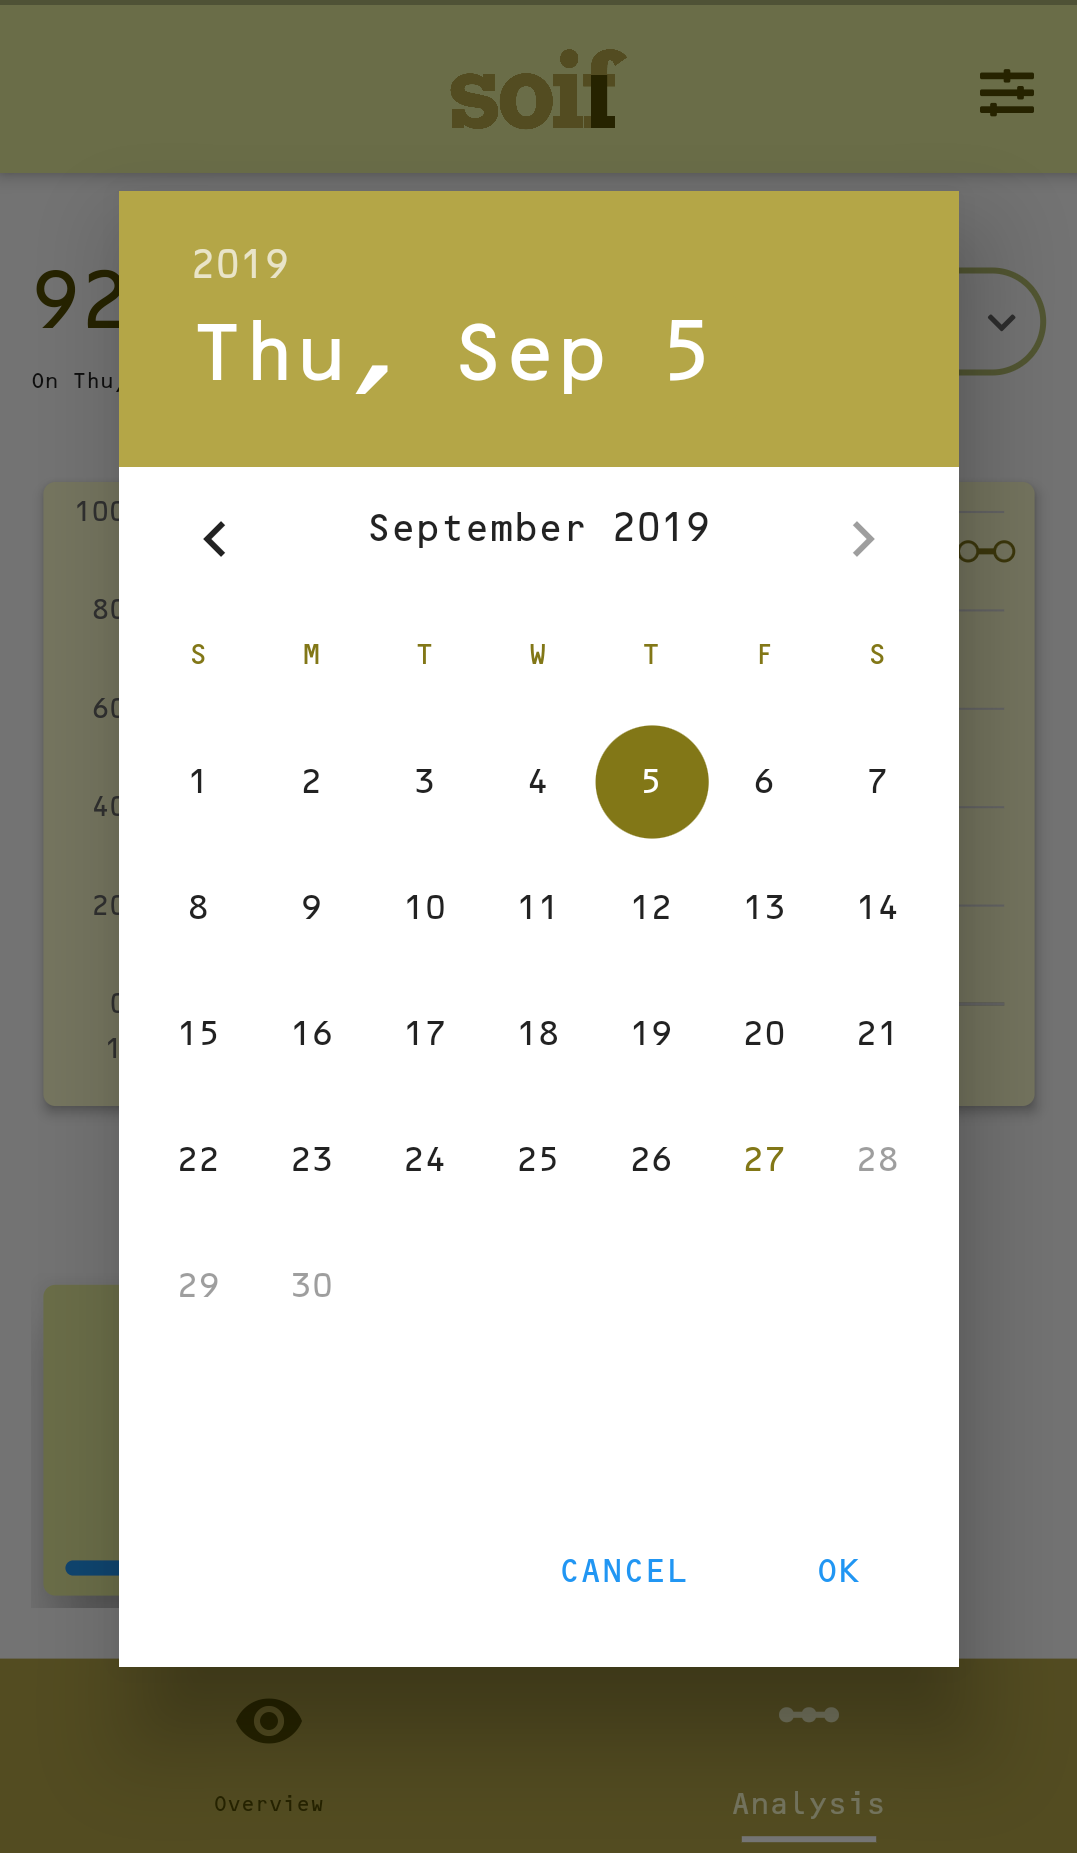 soif
2019
Thu, Sep 5
92
On Thu,
September 2019
S M T W T F S
1 2 3 4 5 6 7
8 9 10 11 12 13 14
15 16 17 18 19 20 21
22 23 24 25 26 27 28
29 30
100
80
60
40
20
0
CANCEL OK
Overview Analysis